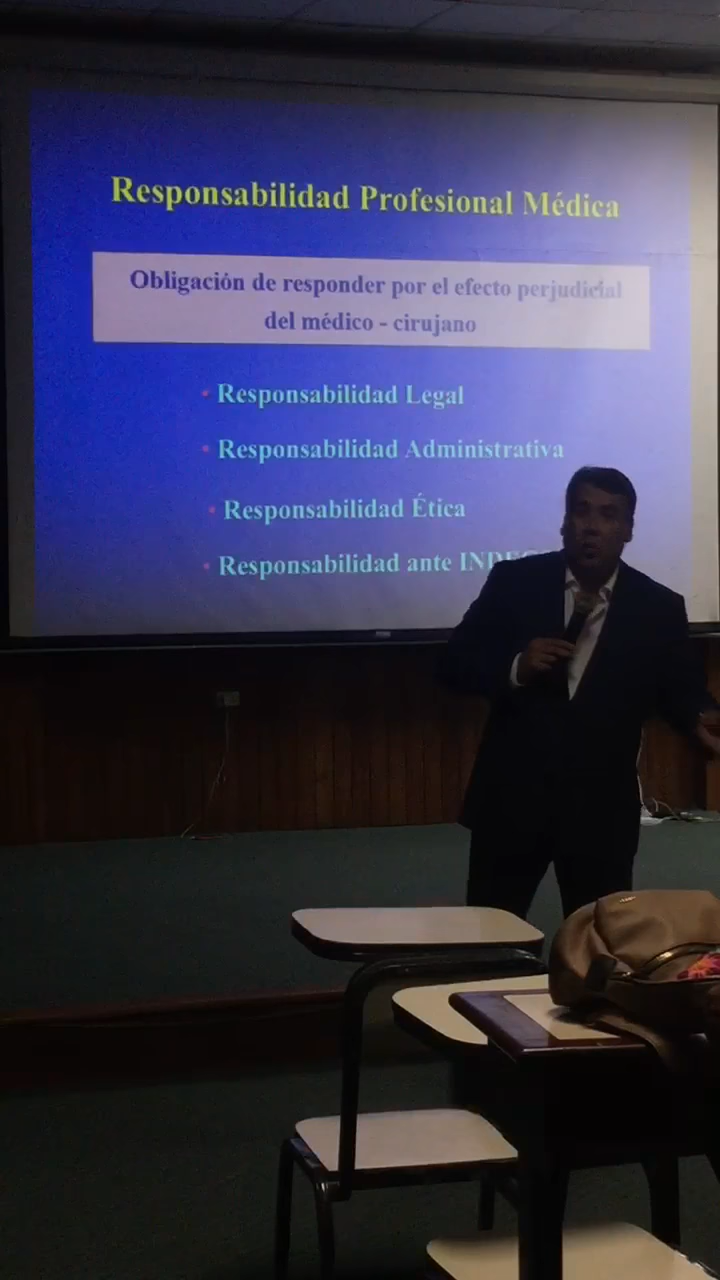 Responsabilidad Profesional Médica
Obligación de responder por el efecto perjudicial
del médico - cirujano
• Responsabilidad Legal
• Responsabilidad Administrativa
• Responsabilidad Ética
• Responsabilidad ante